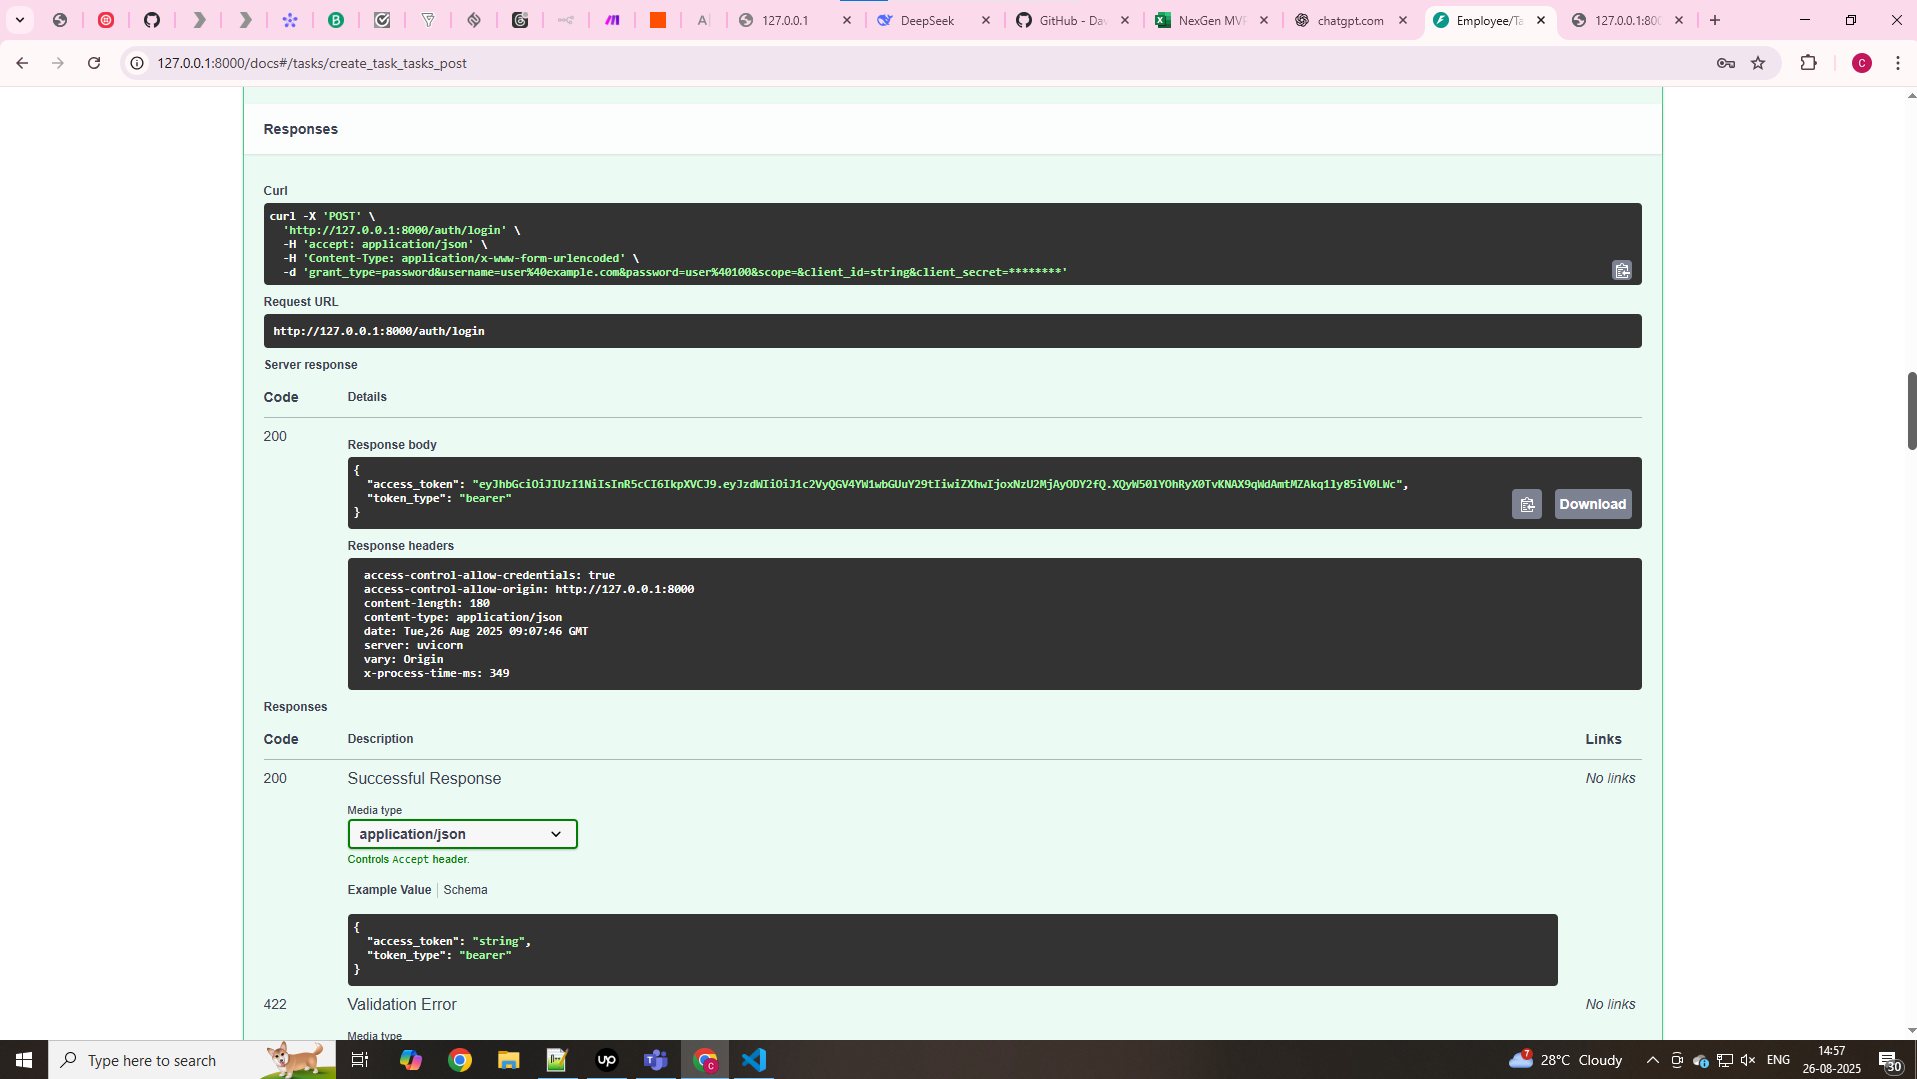 127.0.0.1
DeepSeek
GitHub - Dav
NexGen MVP
chatgpt.com
Employee/Ta
127.0.0.1:800
127.0.0.1:8000/docs#/tasks/create_task_tasks_post
C
Responses
Curl
curl -X 'POST' \
'http://127.0.0.1:8000/auth/login' \
-H 'accept: application/json' \
-H 'Content-Type: application/x-www-form-urlencoded' \
-d 'grant_type=password&username=user%40example.com&password=user%40100&scope=&client_id=string&client_secret=********'
Request URL
http://127.0.0.1:8000/auth/login
Server response
Code Details
200
Response body
{
"access_token": "eyJhbGciOiJIUzI1NiIsInR5cCI6IkpXVCJ9.eyJzdWIiOiJ1c2VyQGV4YW1wbGUuY29tIiwiZXhwIjoxNzU2MjAyODY2fQ.XQyW50lYOhRyX0TvKNAX9qWdAmtMZAkq1ly85iV0LWc",
"token_type": "bearer"
}
Download
Response headers
access-control-allow-credentials: true
access-control-allow-origin: http://127.0.0.1:8000
content-length: 180
content-type: application/json
date: Tue,26 Aug 2025 09:07:46 GMT
server: uvicorn
vary: Origin
x-process-time-ms: 349
Responses
Code Description Links
200 Successful Response No links
Media type
application/json
Controls Accept header.
Example Value Schema
{
"access_token": "string",
"token_type": "bearer"
}
422 Validation Error No links
Media type
Type here to search
up
7
28°C Cloudy
ENG
14:57
26-08-2025
30